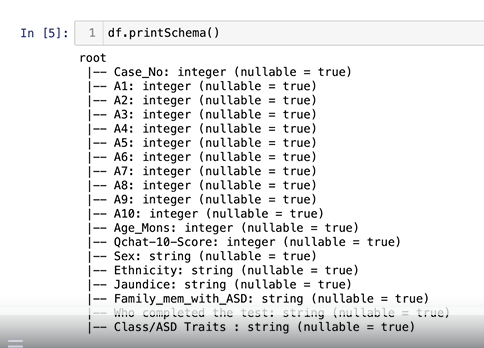 In [5]: 1 df.printSchema()
root
|-- Case_No: integer (nullable = true)
|-- A1: integer (nullable = true)
|-- A2: integer (nullable = true)
|-- A3: integer (nullable = true)
|-- A4: integer (nullable = true)
|-- A5: integer (nullable = true)
|-- A6: integer (nullable = true)
|-- A7: integer (nullable = true)
|-- A8: integer (nullable = true)
|-- A9: integer (nullable = true)
|-- A10: integer (nullable = true)
|-- Age_Mons: integer (nullable = true)
|-- Qchat-10-Score: integer (nullable = true)
|-- Sex: string (nullable = true)
|-- Ethnicity: string (nullable = true)
|-- Jaundice: string (nullable = true)
|-- Family_mem_with_ASD: string (nullable = true)
|-- Who completed the test: string (nullable = true)
|-- Class/ASD Traits : string (nullable = true)